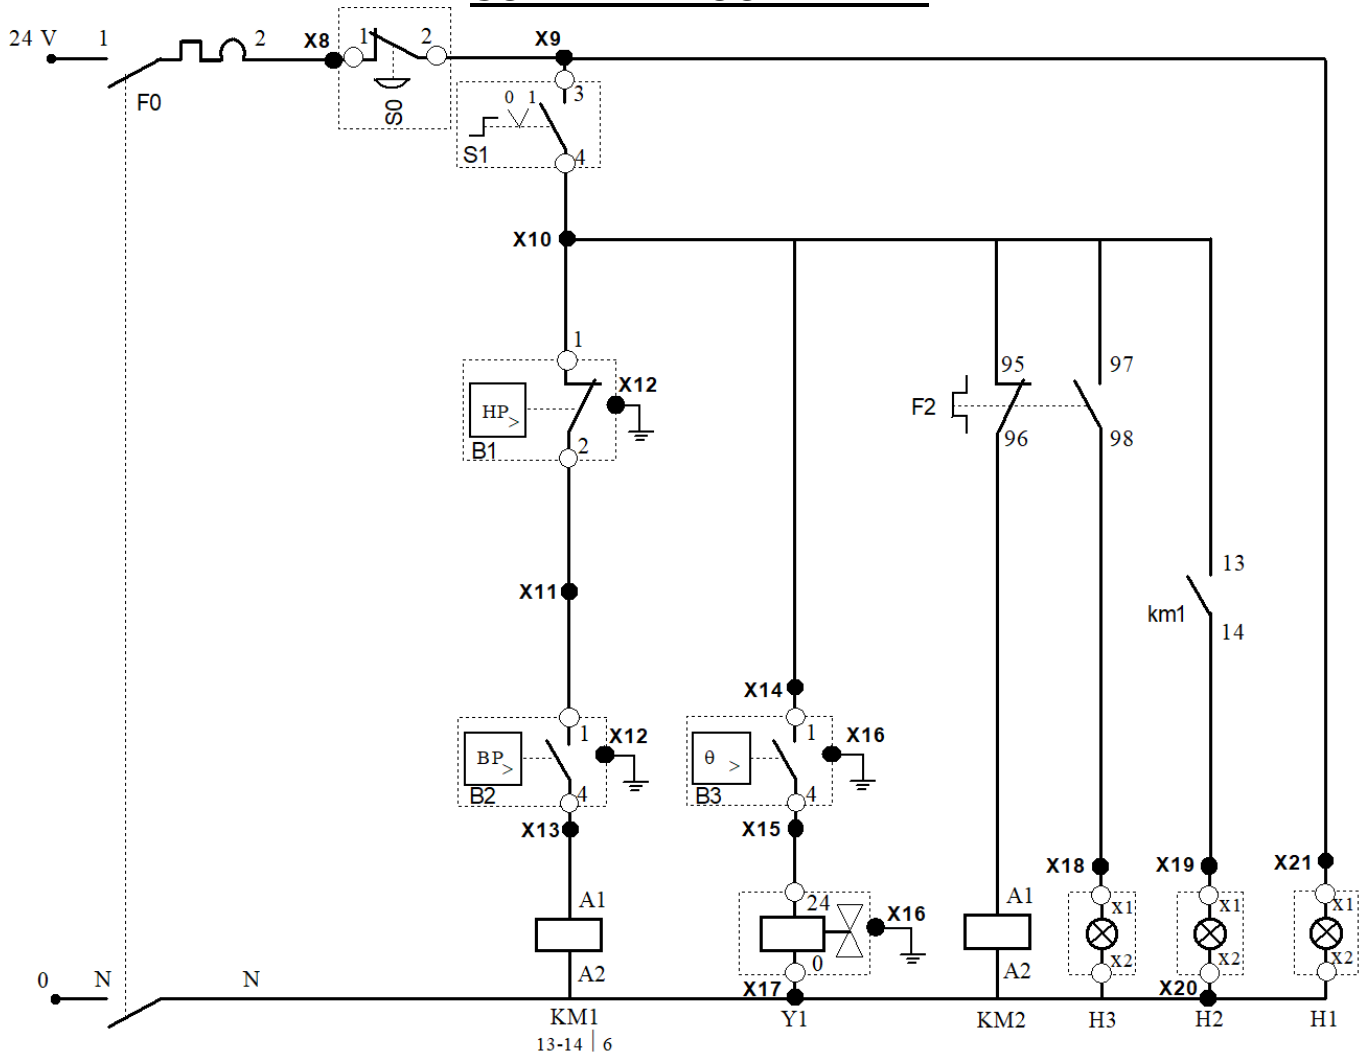 24 V 1 2 X8 1 2 X9
F0 S0
0 1 3
S1 4
X10
1
HP > X12
B1 2
95 97
F2
96 98
X11
13
km1
14
X14
1 X12
BP >
B2 4
1 X16
θ >
B3 4
X13 X15
X18 X19 X21
A1 24 X16 A1 x1 x1 x1
A2 0 A2 x2 x2 x2
0 N N X17 X20
KM1 Y1 KM2 H3 H2 H1
13-14 | 6